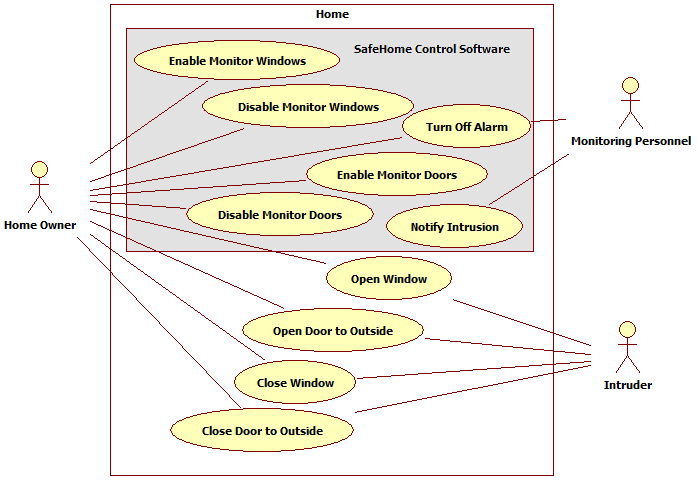 Home
SafeHome Control Software
Enable Monitor Windows
Disable Monitor Windows
Turn Off Alarm
Monitoring Personnel
Enable Monitor Doors
Disable Monitor Doors
Home Owner
Notify Intrusion
Open Window
Open Door to Outside
Close Window
Intruder
Close Door to Outside